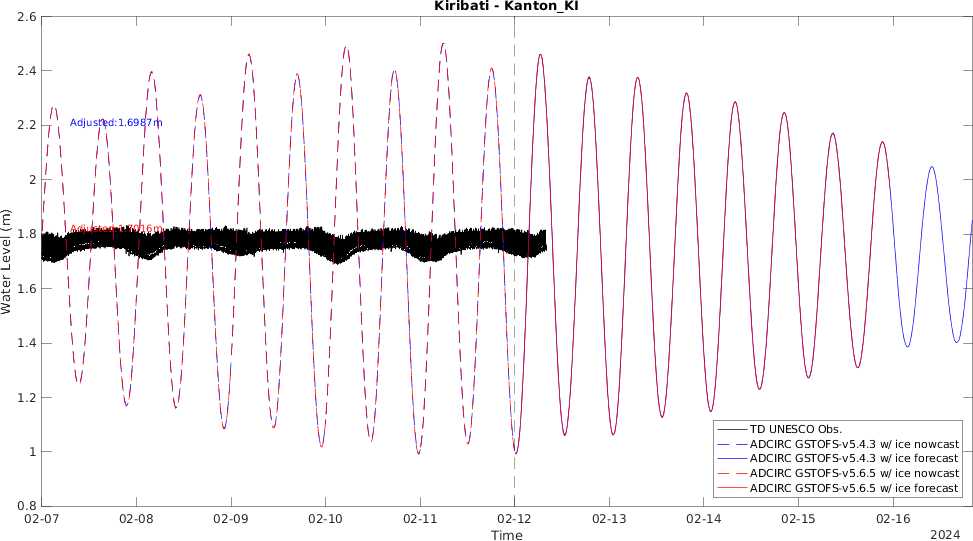 Kiribati - Kanton_KI
2.6
2.4
2.2
2
1.8
1.6
1.4
1.2
1
0.8
Water Level (m)
Adjusted:1.6987m
Adjusted:1.7016m
TD UNESCO Obs.
ADCIRC GSTOFS-v5.4.3 w/ ice nowcast
ADCIRC GSTOFS-v5.4.3 w/ ice forecast
ADCIRC GSTOFS-v5.6.5 w/ ice nowcast
ADCIRC GSTOFS-v5.6.5 w/ ice forecast
02-07 02-08 02-09 02-10 02-11 02-12 02-13 02-14 02-15 02-16
Time
2024